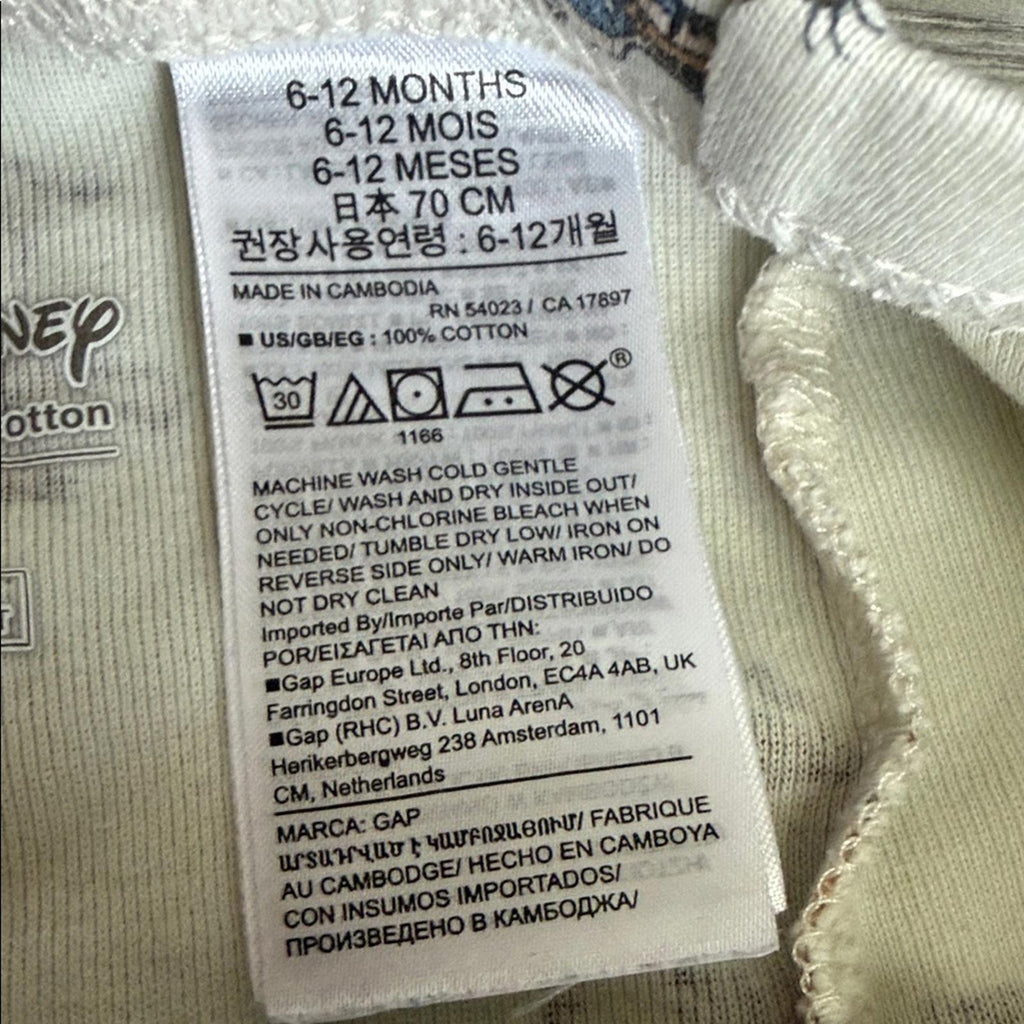 6-12 MONTHS
6-12 MOIS
6-12 MESES
日本 70 CM
권장사용연령 : 6-12개월
MADE IN CAMBODIA
RN 54023 / CA 17897
■ US/GB/EG : 100% COTTON
30
®
1166
MACHINE WASH COLD GENTLE
CYCLE/ WASH AND DRY INSIDE OUT/
ONLY NON-CHLORINE BLEACH WHEN
NEEDED/ TUMBLE DRY LOW/ IRON ON
REVERSE SIDE ONLY/ WARM IRON/ DO
NOT DRY CLEAN
Imported By/Importe Par/DISTRIBUIDO
POR/ΕΙΣΑΓΕΤΑΙ ΑΠΟ ΤΗΝ:
■Gap Europe Ltd., 8th Floor, 20
Farringdon Street, London, EC4A 4AB, UK
■Gap (RHC) B.V. Luna ArenA
Herikerbergweg 238 Amsterdam, 1101
CM, Netherlands
MARCA: GAP
ԱՐՏԱԴՐՎԱԾ Է ԿԱՄԲՈՋԱՅՈՒՄ/ FABRIQUE
AU CAMBODGE/ HECHO EN CAMBOYA
CON INSUMOS IMPORTADOS/
ПРОИЗВЕДЕНО В КАМБОДЖА/